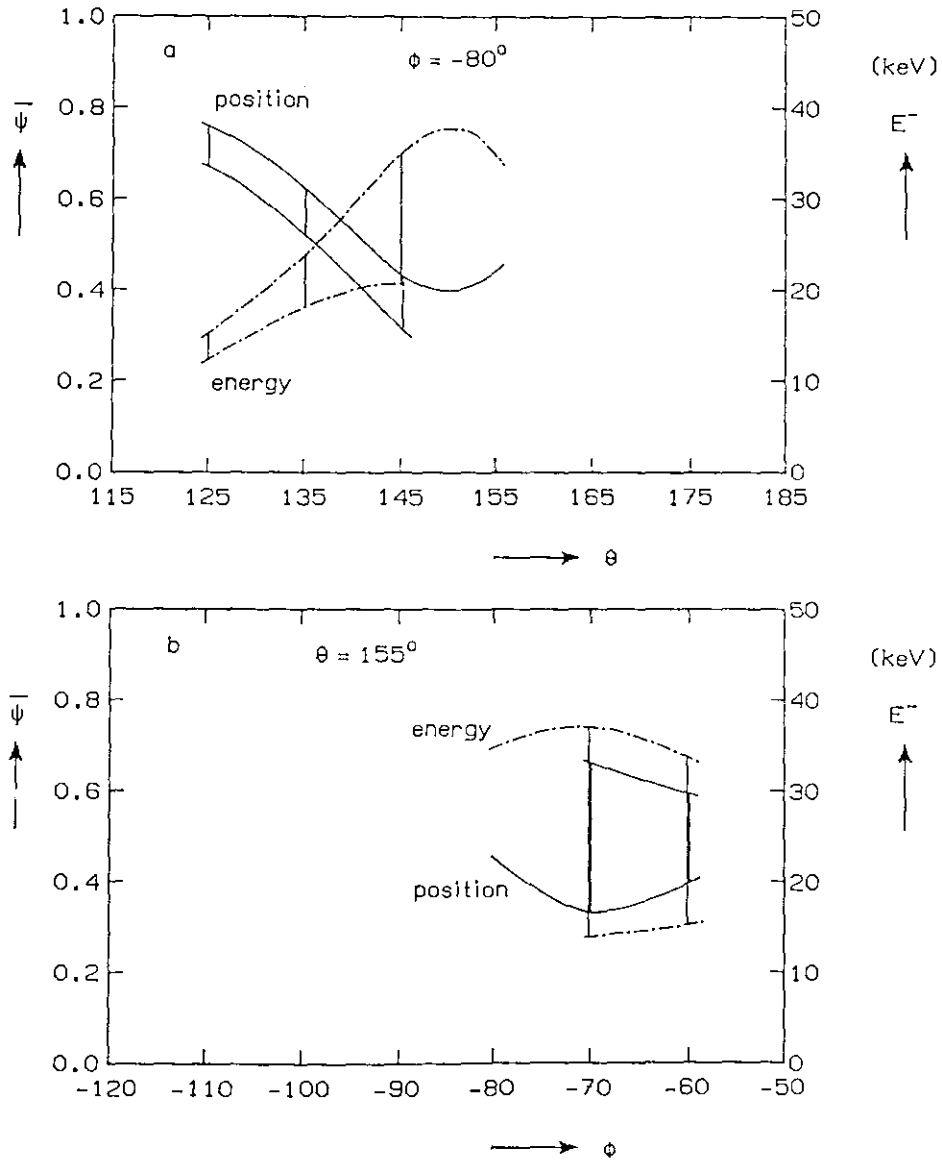 1.0
a
φ = -80°
50
(keV)
position
0.8
40
ψ̅
E⁻
0.6
30
0.4
20
energy
0.2
10
0.0
0
115 125 135 145 155 165 175 185
θ
1.0
b
θ = 155°
50
(keV)
energy
0.8
40
ψ̅
E⁻
0.6
30
position
0.4
20
0.2
10
0.0
0
-120 -110 -100 -90 -80 -70 -60 -50
φ